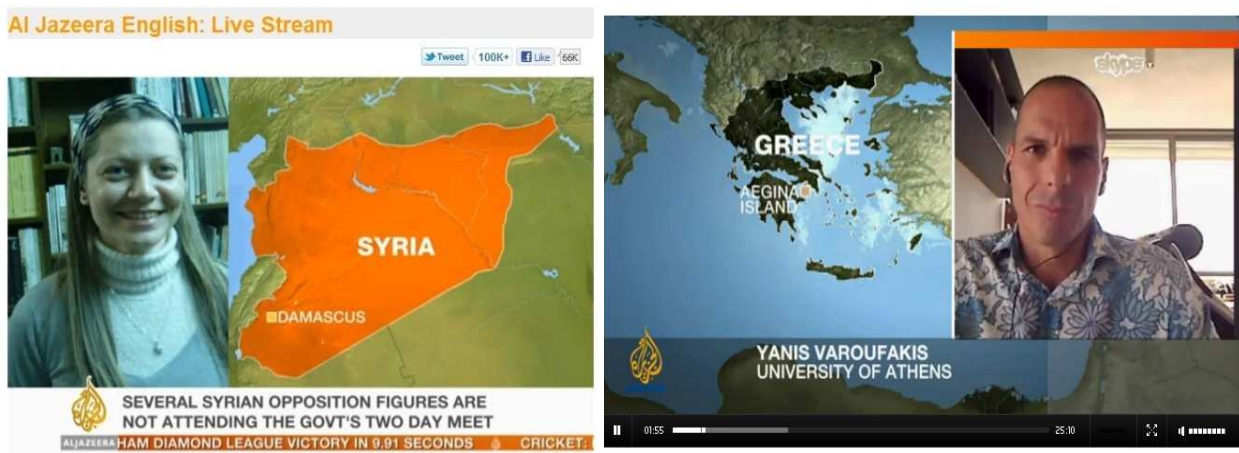 Al Jazeera English: Live Stream
Tweet 100K+ Like 66K
SYRIA
DAMASCUS
SEVERAL SYRIAN OPPOSITION FIGURES ARE
NOT ATTENDING THE GOVT'S TWO DAY MEET
ALJAZEERA HAM DIAMOND LEAGUE VICTORY IN 9.91 SECONDS CRICKET:
skype
GREECE
AEGINA
ISLAND
YANIS VAROUFAKIS
UNIVERSITY OF ATHENS
01:55 25:10